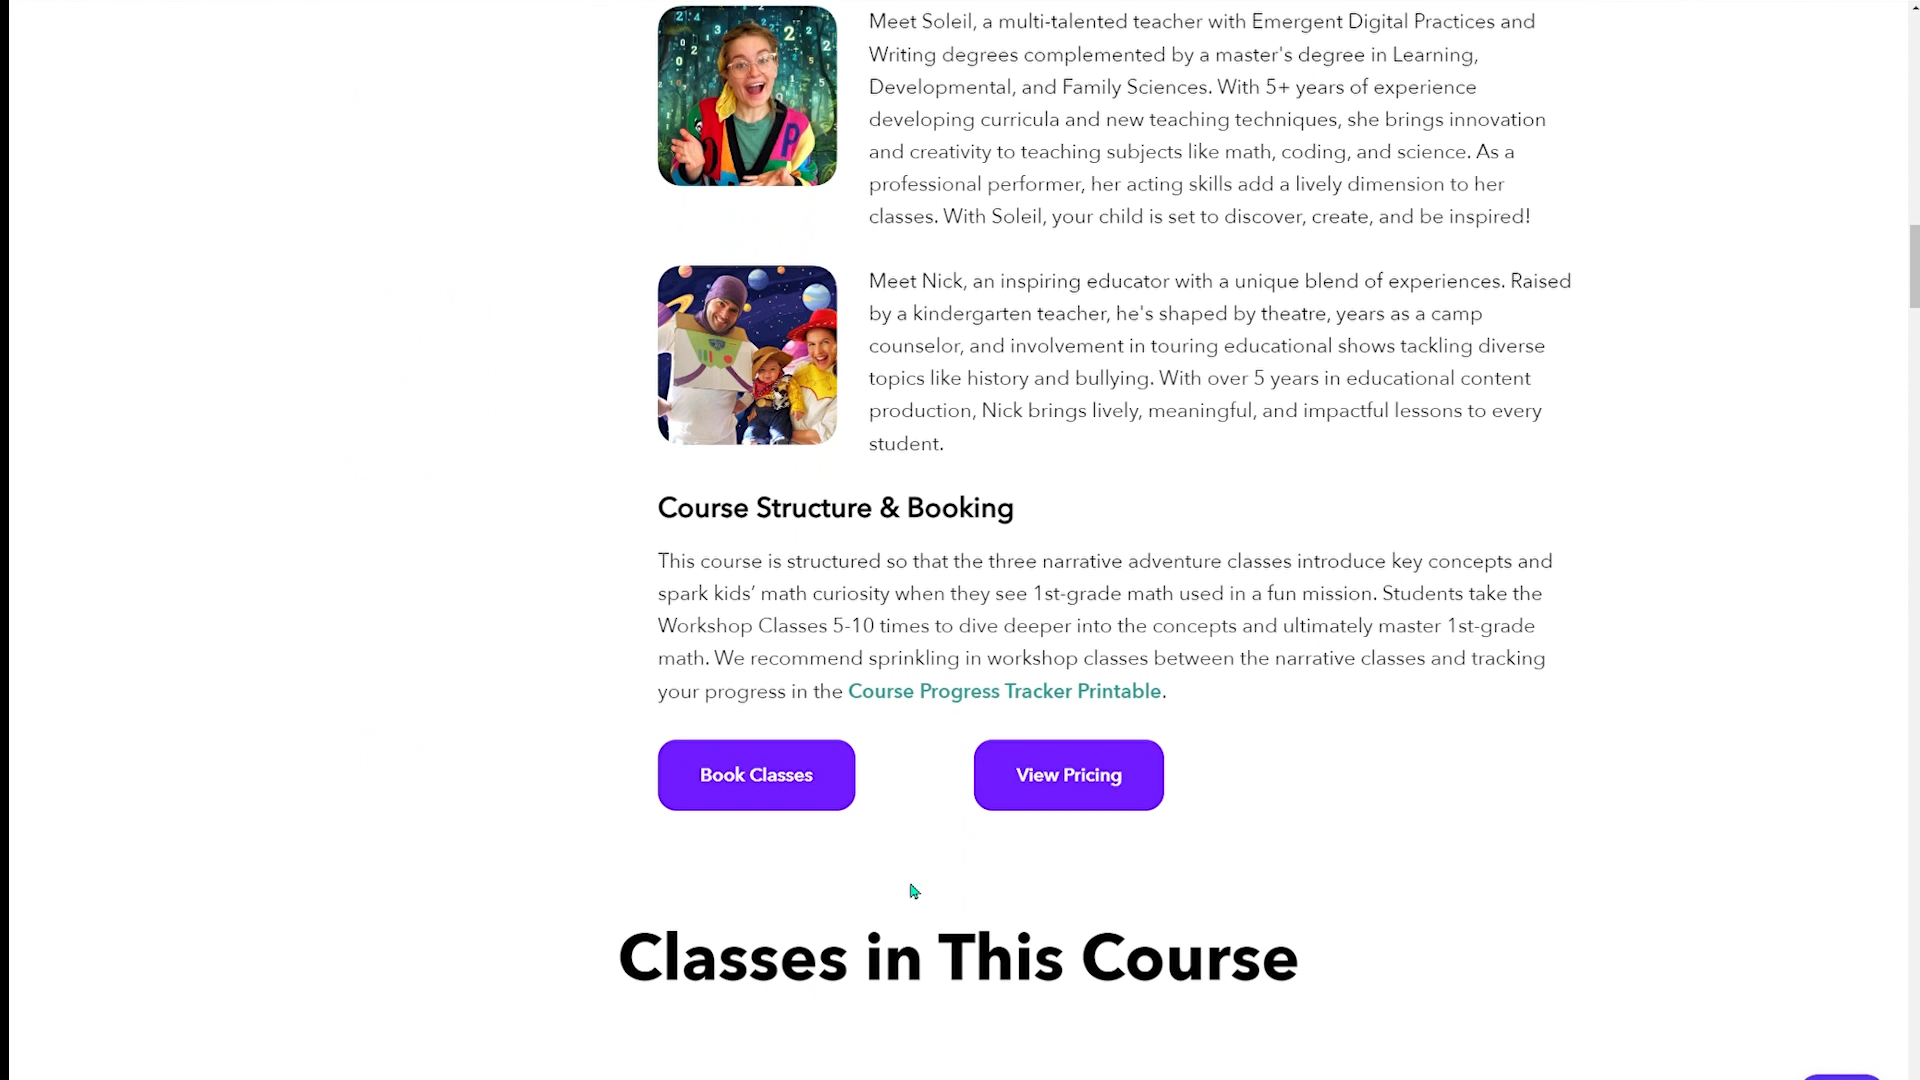 Meet Soleil, a multi-talented teacher with Emergent Digital Practices and
Writing degrees complemented by a master's degree in Learning,
Developmental, and Family Sciences. With 5+ years of experience
developing curricula and new teaching techniques, she brings innovation
and creativity to teaching subjects like math, coding, and science. As a
professional performer, her acting skills add a lively dimension to her
classes. With Soleil, your child is set to discover, create, and be inspired!
Meet Nick, an inspiring educator with a unique blend of experiences. Raised
by a kindergarten teacher, he's shaped by theatre, years as a camp
counselor, and involvement in touring educational shows tackling diverse
topics like history and bullying. With over 5 years in educational content
production, Nick brings lively, meaningful, and impactful lessons to every
student.
Course Structure & Booking
This course is structured so that the three narrative adventure classes introduce key concepts and
spark kids’ math curiosity when they see 1st-grade math used in a fun mission. Students take the
Workshop Classes 5-10 times to dive deeper into the concepts and ultimately master 1st-grade
math. We recommend sprinkling in workshop classes between the narrative classes and tracking
your progress in the Course Progress Tracker Printable.
Book Classes
View Pricing
Classes in This Course